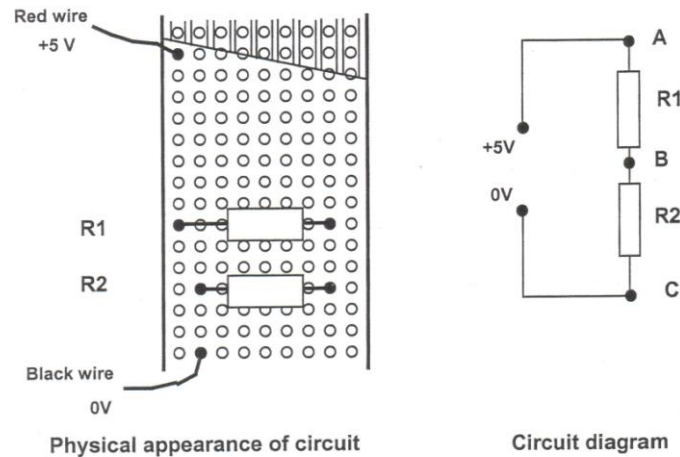 Red wire
+5 V
R1
R2
Black wire
0V
Physical appearance of circuit
A
R1
+5V
B
0V
R2
C
Circuit diagram